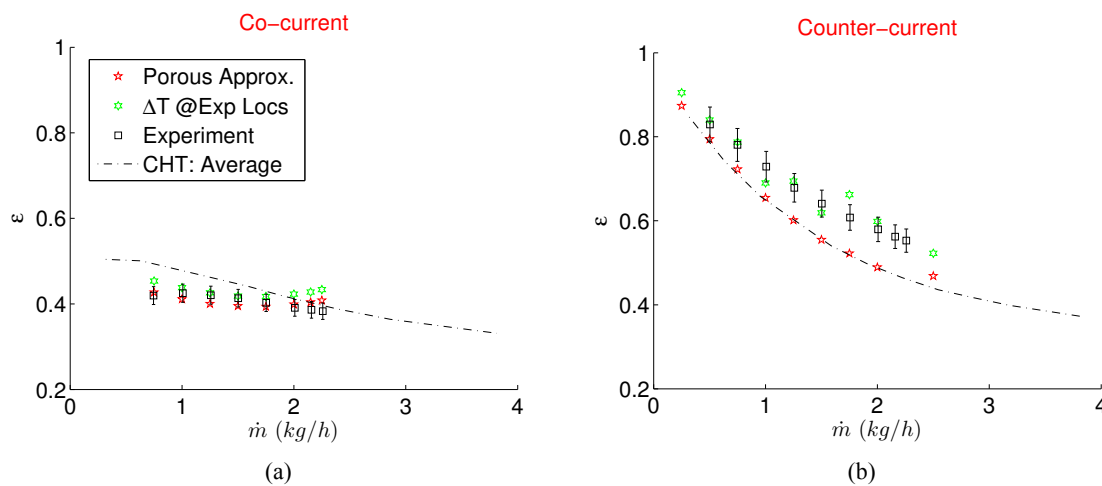 Co-current
1
0.8
0.6
0.4
0.2
ε
Porous Approx.
ΔT @Exp Locs
Experiment
CHT: Average
0 1 2 3 4
ṁ (kg/h)
(a)
Counter-current
1
0.8
0.6
0.4
0.2
ε
0 1 2 3 4
ṁ (kg/h)
(b)